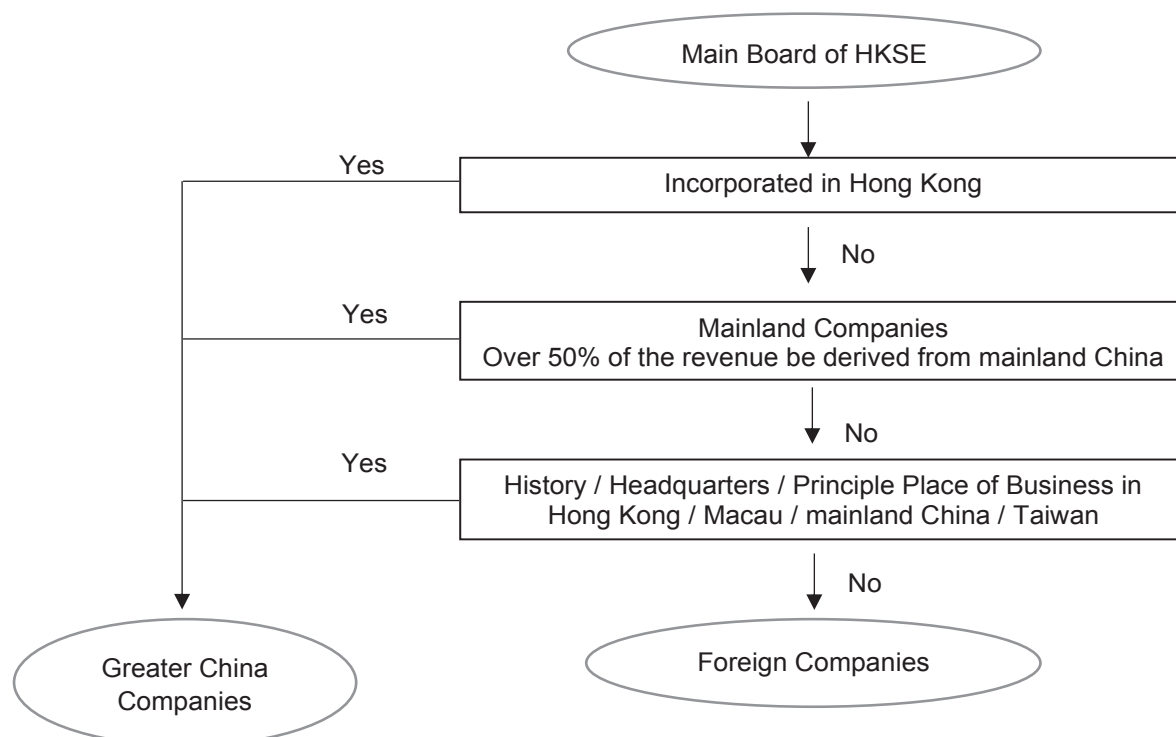 Main Board of HKSE
Yes
Incorporated in Hong Kong
No
Yes
Mainland Companies
Over 50% of the revenue be derived from mainland China
No
Yes
History / Headquarters / Principle Place of Business in
Hong Kong / Macau / mainland China / Taiwan
No
Greater China
Companies
Foreign Companies